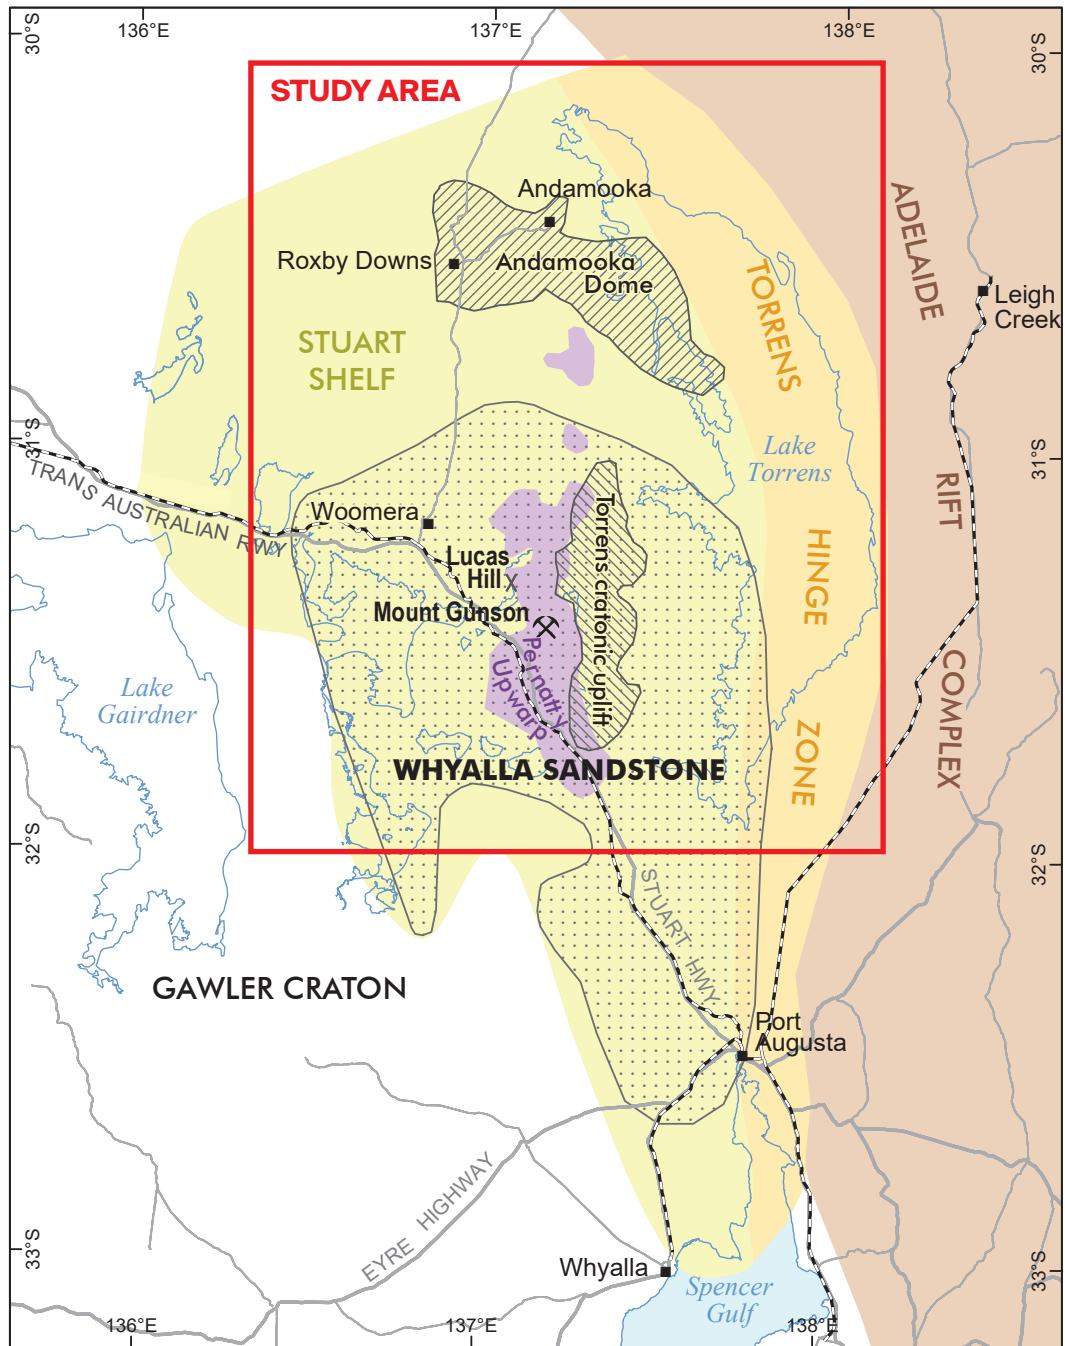 136°E
137°E
138°E
30°S
30°S
STUDY AREA
Andamooka
Roxby Downs
Andamooka
Dome
ADELAIDE
TORRENS
Leigh
Creek
STUART
SHELF
31°S
31°S
Lake
Torrens
TRANS AUSTRALIAN RWY
RIFT
Woomera
Torrens cratonic uplift
Lucas
Hill
HINGE
Mount Gunson
Pernatty
Upwarp
COMPLEX
Lake
Gairdner
ZONE
WHYALLA SANDSTONE
32°S
32°S
STUART HWY
GAWLER CRATON
Port
Augusta
EYRE HIGHWAY
33°S
33°S
Whyalla
Spencer
Gulf
136°E
137°E
138°E